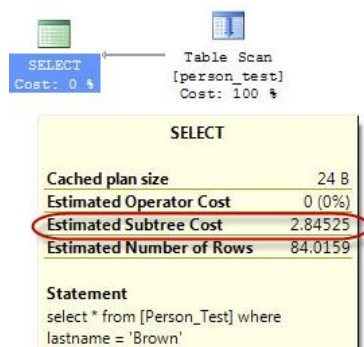 SELECT
Cost: 0 %
Table Scan
[person_test]
Cost: 100 %
SELECT
Cached plan size 24 B
Estimated Operator Cost 0 (0%)
Estimated Subtree Cost 2.84525
Estimated Number of Rows 84.0159
Statement
select * from [Person_Test] where
lastname = 'Brown'